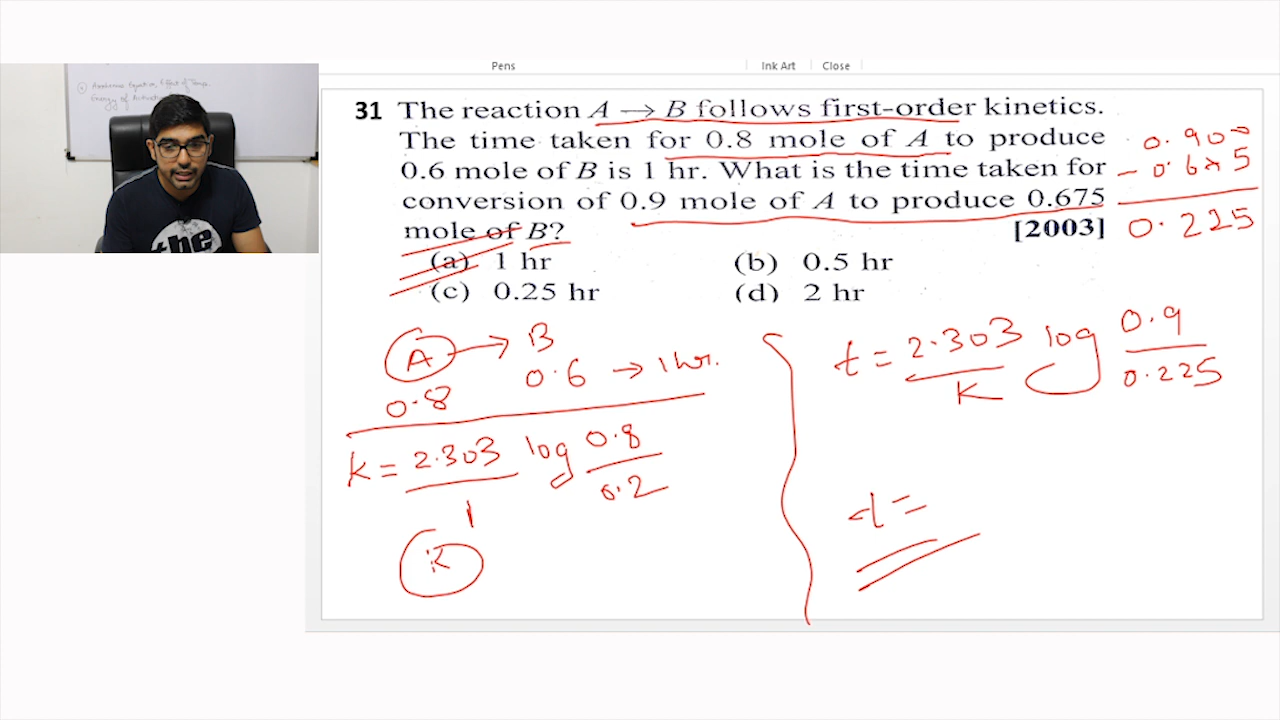 Pens
Ink Art
Close
31 The reaction A → B follows first-order kinetics.
The time taken for 0.8 mole of A to produce
0.6 mole of B is 1 hr. What is the time taken for
conversion of 0.9 mole of A to produce 0.675
mole of B?
[2003]
(a) 1 hr
(b) 0.5 hr
(c) 0.25 hr
(d) 2 hr
0.900
- 0.675
0.225
A → B
0.8
0.6 → 1 hr.
k = 2.303 log 0.8
1
0.2
K
t = 2.303 log 0.9
K
0.225
t =
the